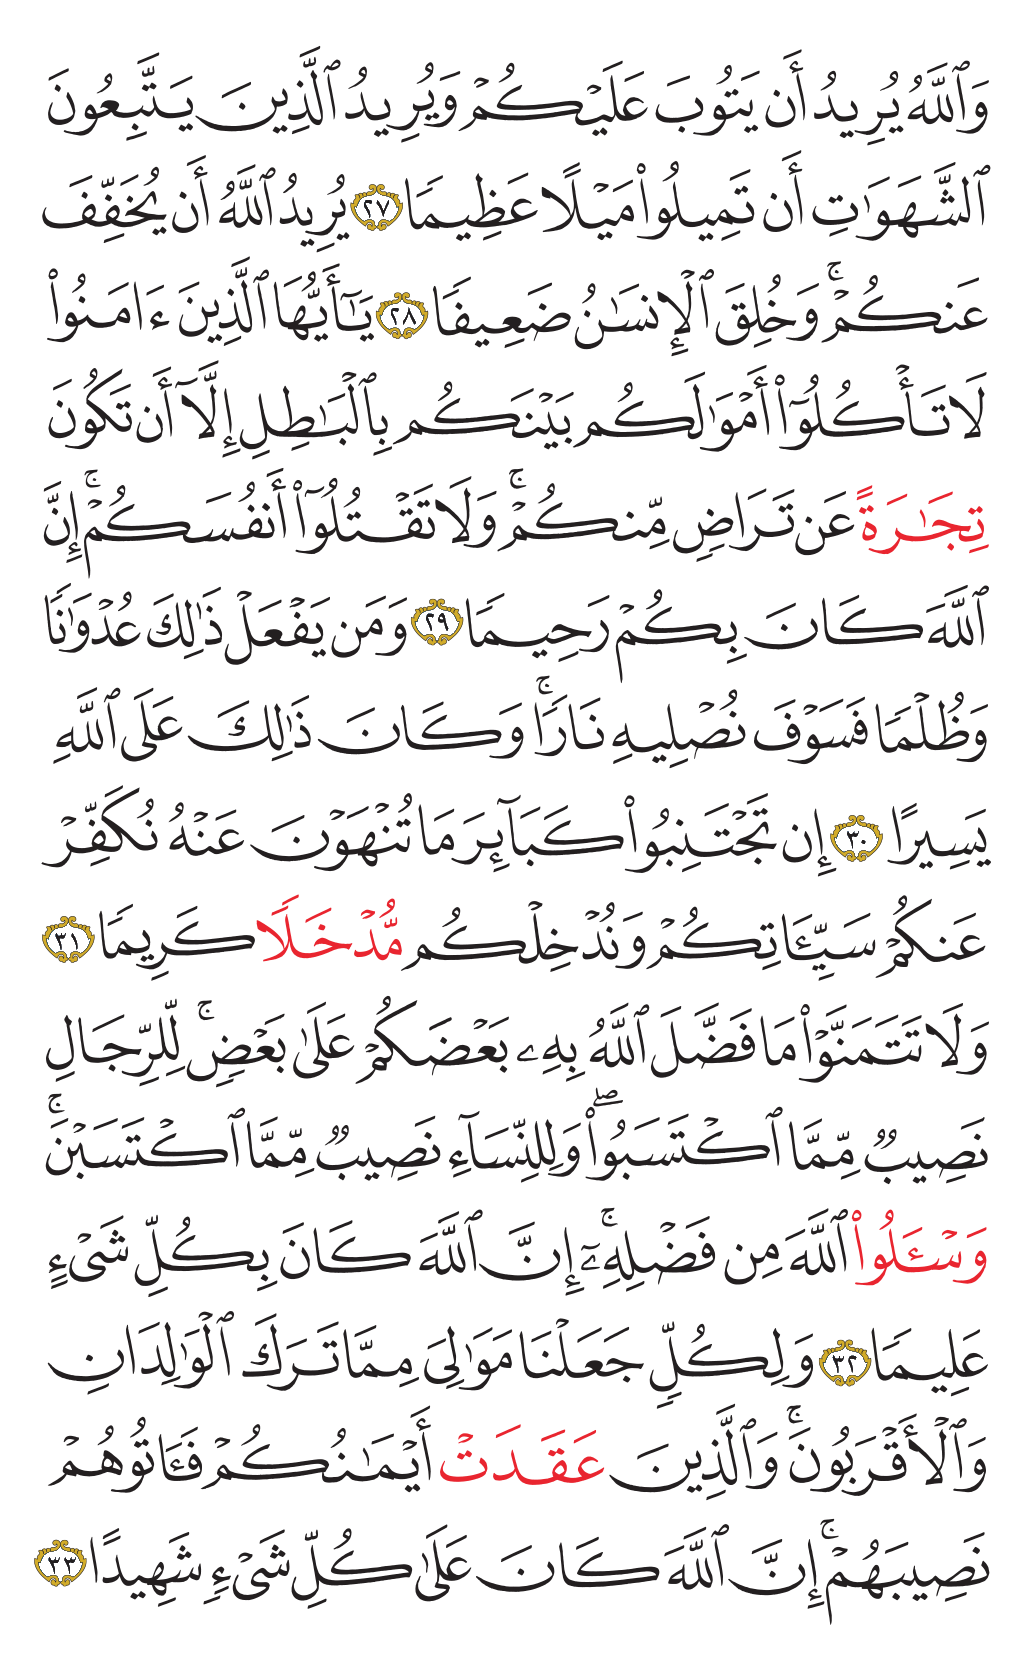 وَٱللَّهُ يُرِيدُ أَن يَتُوبَ عَلَيۡكُمۡ وَيُرِيدُ ٱلَّذِينَ يَتَّبِعُونَ
ٱلشَّهَوَٰتِ أَن تَمِيلُواْ مَيۡلًا عَظِيمٗا ٢٧ يُرِيدُ ٱللَّهُ أَن يُخَفِّفَ
عَنكُمۡۚ وَخُلِقَ ٱلۡإِنسَٰنُ ضَعِيفٗا ٢٨ يَٰٓأَيُّهَا ٱلَّذِينَ ءَامَنُواْ
لَا تَأۡكُلُوٓاْ أَمۡوَٰلَكُم بَيۡنَكُم بِٱلۡبَٰطِلِ إِلَّآ أَن تَكُونَ
تِجَٰرَةً عَن تَرَاضٖ مِّنكُمۡۚ وَلَا تَقۡتُلُوٓاْ أَنفُسَكُمۡۚ إِنَّ
ٱللَّهَ كَانَ بِكُمۡ رَحِيمٗا ٢٩ وَمَن يَفۡعَلۡ ذَٰلِكَ عُدۡوَٰنٗا
وَظُلۡمٗا فَسَوۡفَ نُصۡلِيهِ نَارٗاۚ وَكَانَ ذَٰلِكَ عَلَى ٱللَّهِ
يَسِيرًا ٣٠ إِن تَجۡتَنِبُواْ كَبَآئِرَ مَا تُنۡهَوۡنَ عَنۡهُ نُكَفِّرۡ
عَنكُمۡ سَيِّـَٔاتِكُمۡ وَنُدۡخِلۡكُم مُّدۡخَلٗا كَرِيمٗا ٣١
وَلَا تَتَمَنَّوۡاْ مَا فَضَّلَ ٱللَّهُ بِهِۦ بَعۡضَكُمۡ عَلَىٰ بَعۡضٖۚ لِّلرِّجَالِ
نَصِيبٞ مِّمَّا ٱكۡتَسَبُواْۖ وَلِلنِّسَآءِ نَصِيبٞ مِّمَّا ٱكۡتَسَبۡنَۚ
وَسۡـَٔلُواْ ٱللَّهَ مِن فَضۡلِهِۦٓۚ إِنَّ ٱللَّهَ كَانَ بِكُلِّ شَيۡءٍ
عَلِيمٗا ٣٢ وَلِكُلّٖ جَعَلۡنَا مَوَٰلِيَ مِمَّا تَرَكَ ٱلۡوَٰلِدَانِ
وَٱلۡأَقۡرَبُونَۚ وَٱلَّذِينَ عَقَدَتۡ أَيۡمَٰنُكُمۡ فَـَٔاتُوهُمۡ
نَصِيبَهُمۡۚ إِنَّ ٱللَّهَ كَانَ عَلَىٰ كُلِّ شَيۡءٖ شَهِيدًا ٣٣